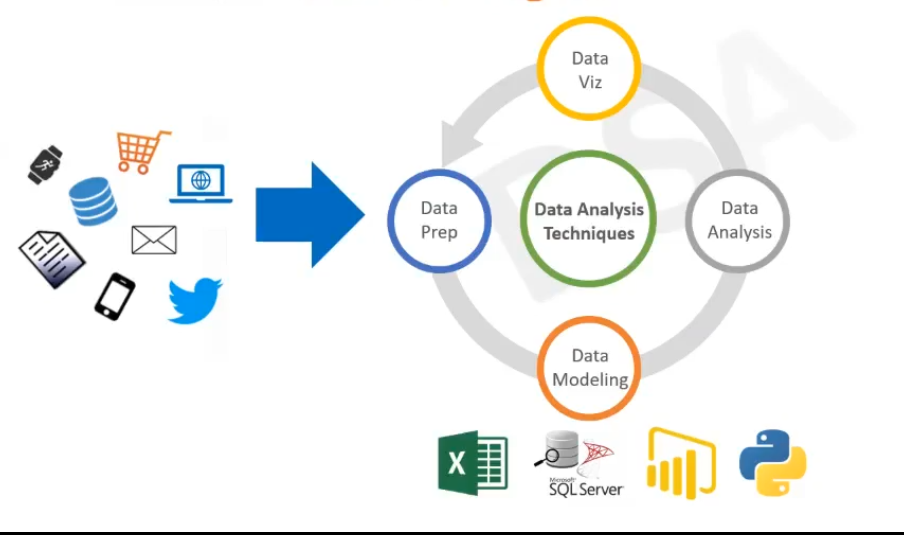 Data
Viz
Data
Prep
Data Analysis
Techniques
Data
Analysis
Data
Modeling
X
Microsoft
SQL Server
DSA